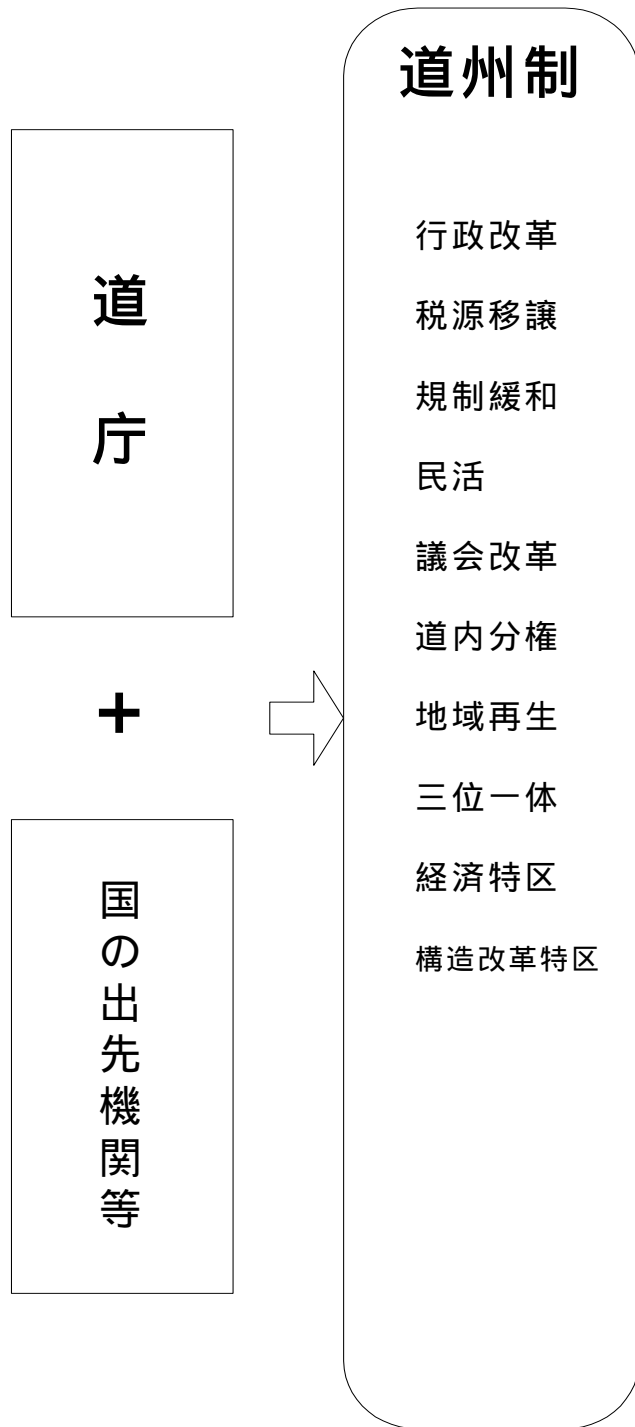 道庁
＋
国の出先機関等
道州制
行政改革
税源移譲
規制緩和
民活
議会改革
道内分権
地域再生
三位一体
経済特区
構造改革特区